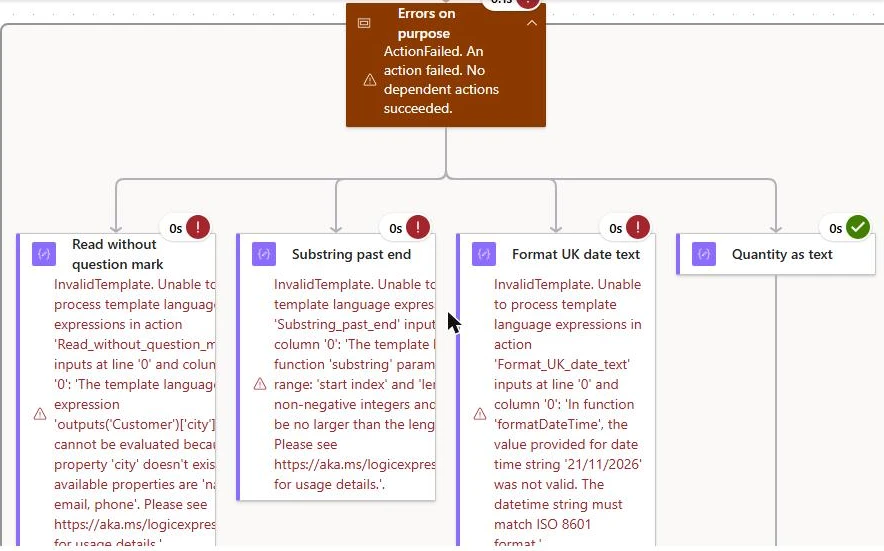 Errors on
purpose
ActionFailed. An
action failed. No
dependent actions
succeeded.
0s
Read without
question mark
InvalidTemplate. Unable to
process template language
expressions in action
'Read_without_question_m
inputs at line '0' and colum
'0': 'The template language
expression
'outputs('Customer')['city']
cannot be evaluated becau
property 'city' doesn't exis
available properties are 'na
email, phone'. Please see
https://aka.ms/logicexpres
for usage details.'
0s
Substring past end
InvalidTemplate. Unable to
template language expres
'Substring_past_end' input
column '0': 'The template l
function 'substring' param
range: 'start index' and 'len
non-negative integers and
be no larger than the leng
Please see
https://aka.ms/logicexpres
for usage details.'.
0s
Format UK date text
InvalidTemplate. Unable
to process template
language expressions in
action
'Format_UK_date_text'
inputs at line '0' and
column '0': 'In function
'formatDateTime', the
value provided for date
time string '21/11/2026'
was not valid. The
datetime string must
match ISO 8601
format.'
0s
Quantity as text